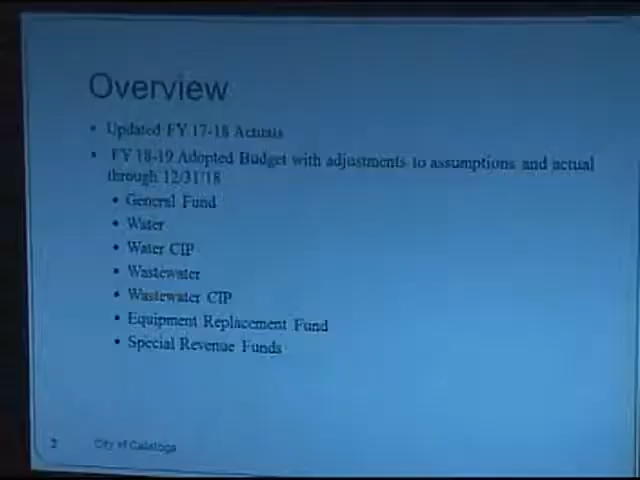 Overview
• Updated FY 17-18 Actuals
• FY 18-19 Adopted Budget with adjustments to assumptions and actual
through 12/31/18
• General Fund
• Water
• Water CIP
• Wastewater
• Wastewater CIP
• Equipment Replacement Fund
• Special Revenue Funds
2 City of Calistoga